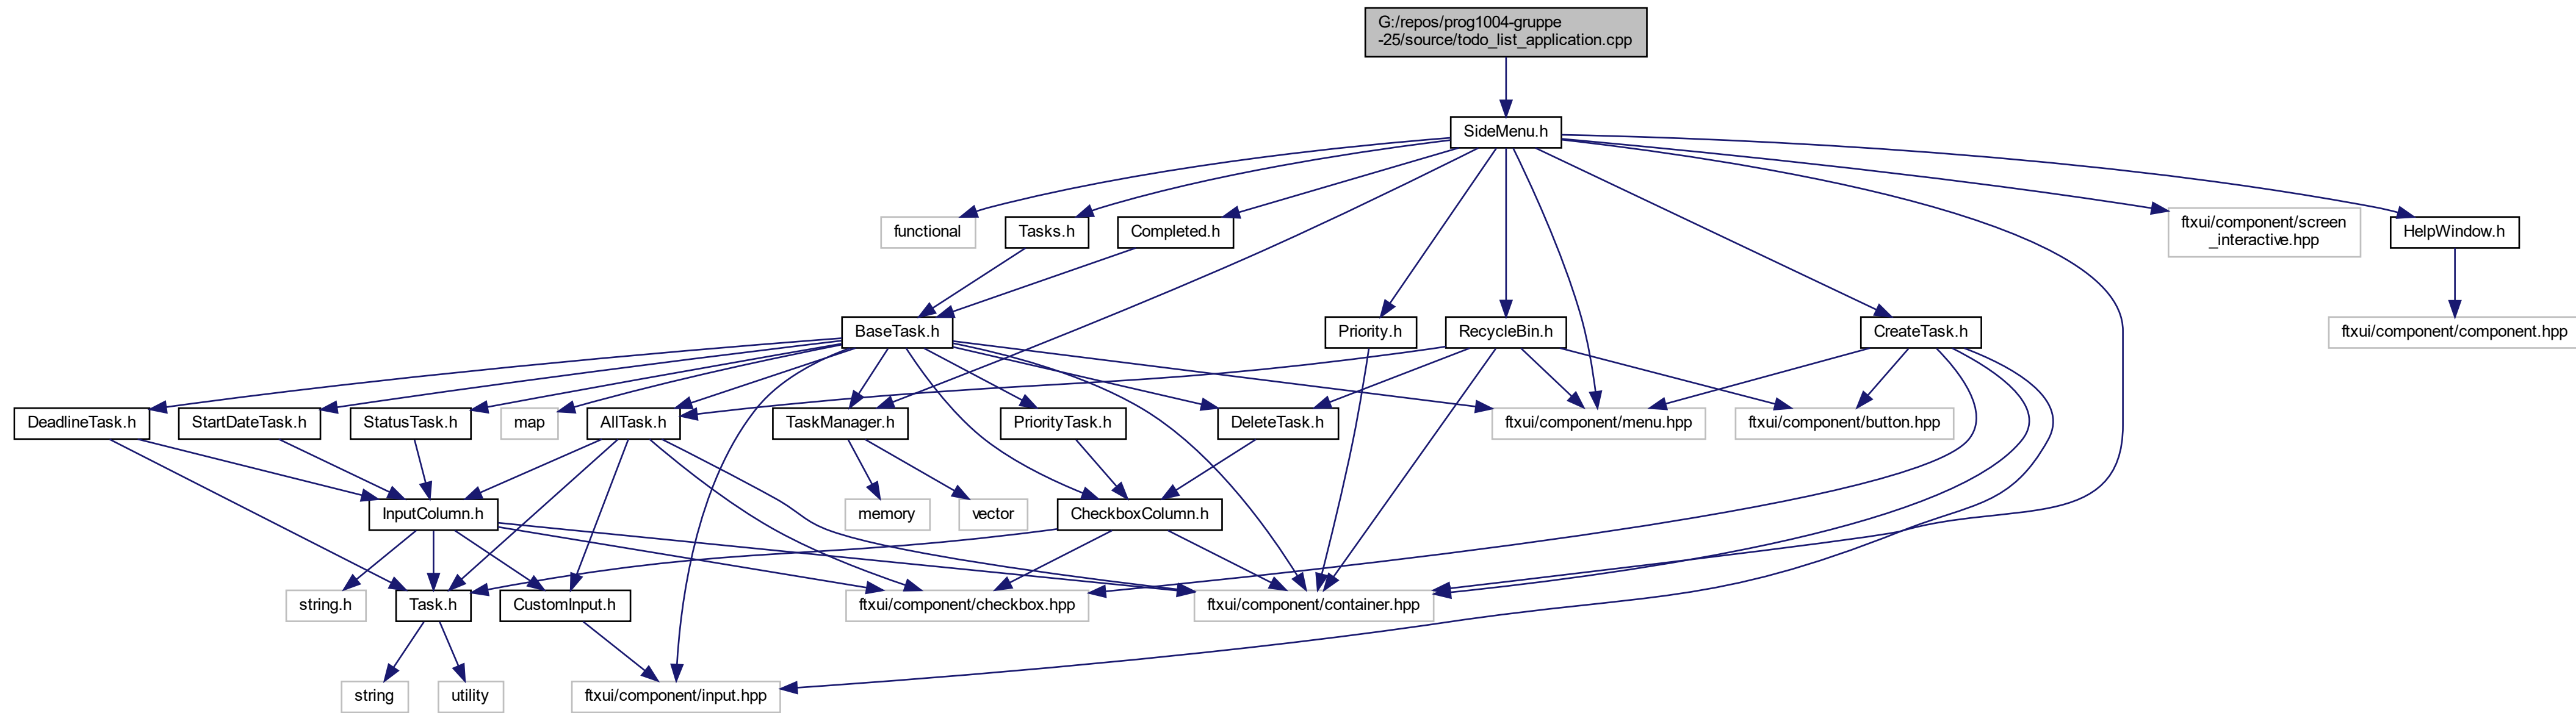 G:/repos/prog1004-gruppe
-25/source/todo_list_application.cpp
SideMenu.h
functional
Tasks.h
Completed.h
ftxui/component/screen
_interactive.hpp
HelpWindow.h
BaseTask.h
Priority.h
RecycleBin.h
CreateTask.h
ftxui/component/component.hpp
DeadlineTask.h
StartDateTask.h
StatusTask.h
map
AllTask.h
TaskManager.h
PriorityTask.h
DeleteTask.h
ftxui/component/menu.hpp
ftxui/component/button.hpp
InputColumn.h
memory
vector
CheckboxColumn.h
string.h
Task.h
CustomInput.h
ftxui/component/checkbox.hpp
ftxui/component/container.hpp
string
utility
ftxui/component/input.hpp